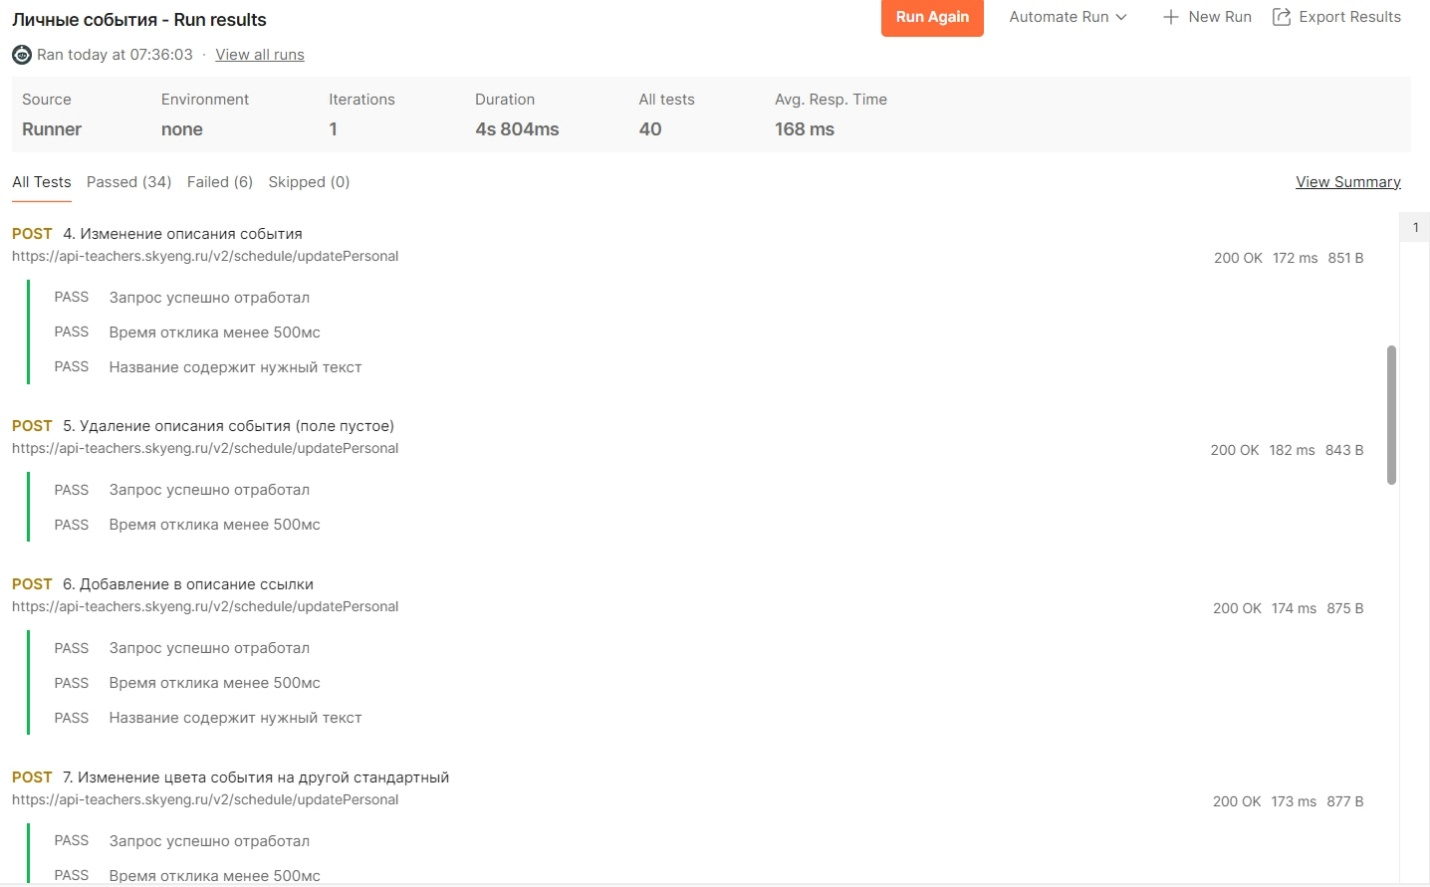 Личные события - Run results
Run Again
Automate Run
New Run
Export Results
Ran today at 07:36:03 · View all runs
Source Environment Iterations Duration All tests Avg. Resp. Time
Runner none 1 4s 804ms 40 168 ms
All Tests Passed (34) Failed (6) Skipped (0) View Summary
1
POST 4. Изменение описания события
https://api-teachers.skyeng.ru/v2/schedule/updatePersonal 200 OK 172 ms 851 B
PASS Запрос успешно отработал
PASS Время отклика менее 500мс
PASS Название содержит нужный текст
POST 5. Удаление описания события (поле пустое)
https://api-teachers.skyeng.ru/v2/schedule/updatePersonal 200 OK 182 ms 843 B
PASS Запрос успешно отработал
PASS Время отклика менее 500мс
POST 6. Добавление в описание ссылки
https://api-teachers.skyeng.ru/v2/schedule/updatePersonal 200 OK 174 ms 875 B
PASS Запрос успешно отработал
PASS Время отклика менее 500мс
PASS Название содержит нужный текст
POST 7. Изменение цвета события на другой стандартный
https://api-teachers.skyeng.ru/v2/schedule/updatePersonal 200 OK 173 ms 877 B
PASS Запрос успешно отработал
PASS Время отклика менее 500мс